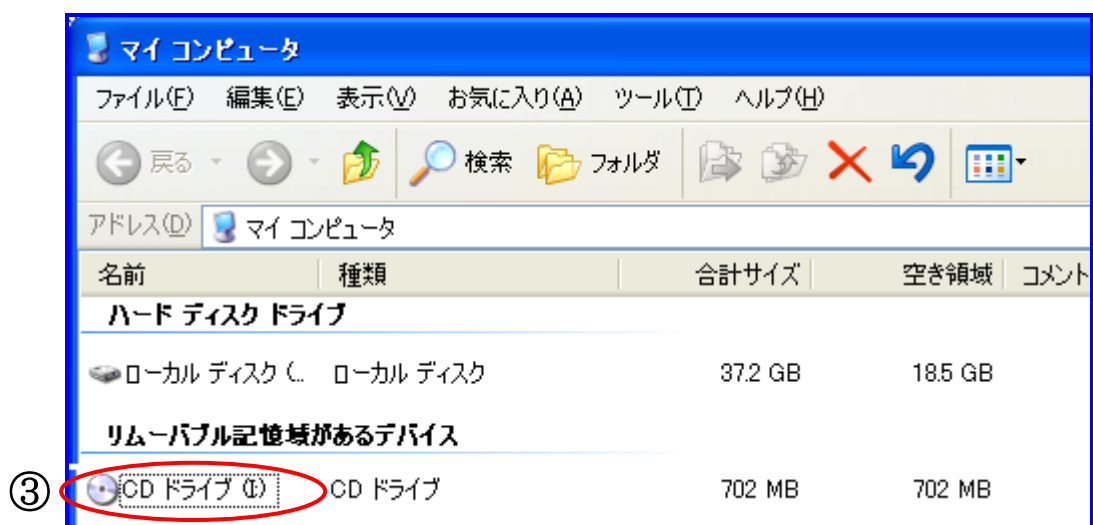 マイ コンピュータ
ファイル(F) 編集(E) 表示(V) お気に入り(A) ツール(T) ヘルプ(H)
戻る 検索 フォルダ
アドレス(D) マイ コンピュータ
名前 種類 合計サイズ 空き領域 コメント
ハード ディスク ドライブ
ローカル ディスク (... ローカル ディスク 37.2 GB 18.5 GB
リムーバブル記憶域があるデバイス
③ CD ドライブ (I:) CD ドライブ 702 MB 702 MB